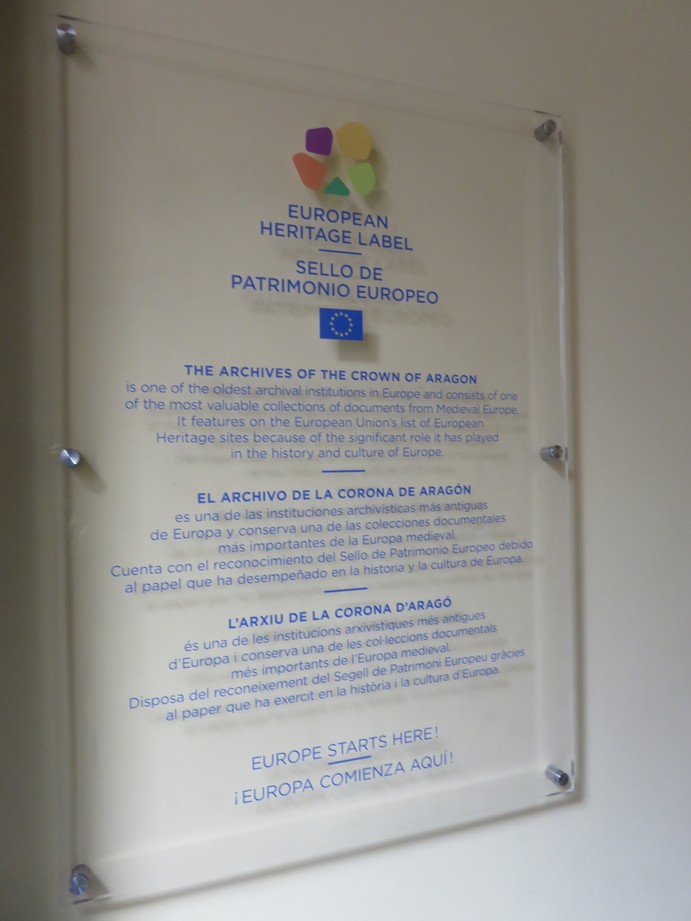 EUROPEAN
HERITAGE LABEL
SELLO DE
PATRIMONIO EUROPEO
THE ARCHIVES OF THE CROWN OF ARAGON
is one of the oldest archival institutions in Europe and consists of one
of the most valuable collections of documents from Medieval Europe.
It features on the European Union's list of European
Heritage sites because of the significant role it has played
in the history and culture of Europe.
EL ARCHIVO DE LA CORONA DE ARAGÓN
es una de las instituciones archivísticas más antiguas
de Europa y conserva una de las colecciones documentales
más importantes de la Europa medieval.
Cuenta con el reconocimiento del Sello de Patrimonio Europeo debido
al papel que ha desempeñado en la historia y la cultura de Europa.
L'ARXIU DE LA CORONA D'ARAGÓ
és una de les institucions arxivístiques més antigues
d'Europa i conserva una de les col·leccions documentals
més importants de l'Europa medieval.
Disposa del reconeixement del Segell de Patrimoni Europeu gràcies
al paper que ha exercit en la història i la cultura d'Europa.
EUROPE STARTS HERE!
¡EUROPA COMIENZA AQUÍ!